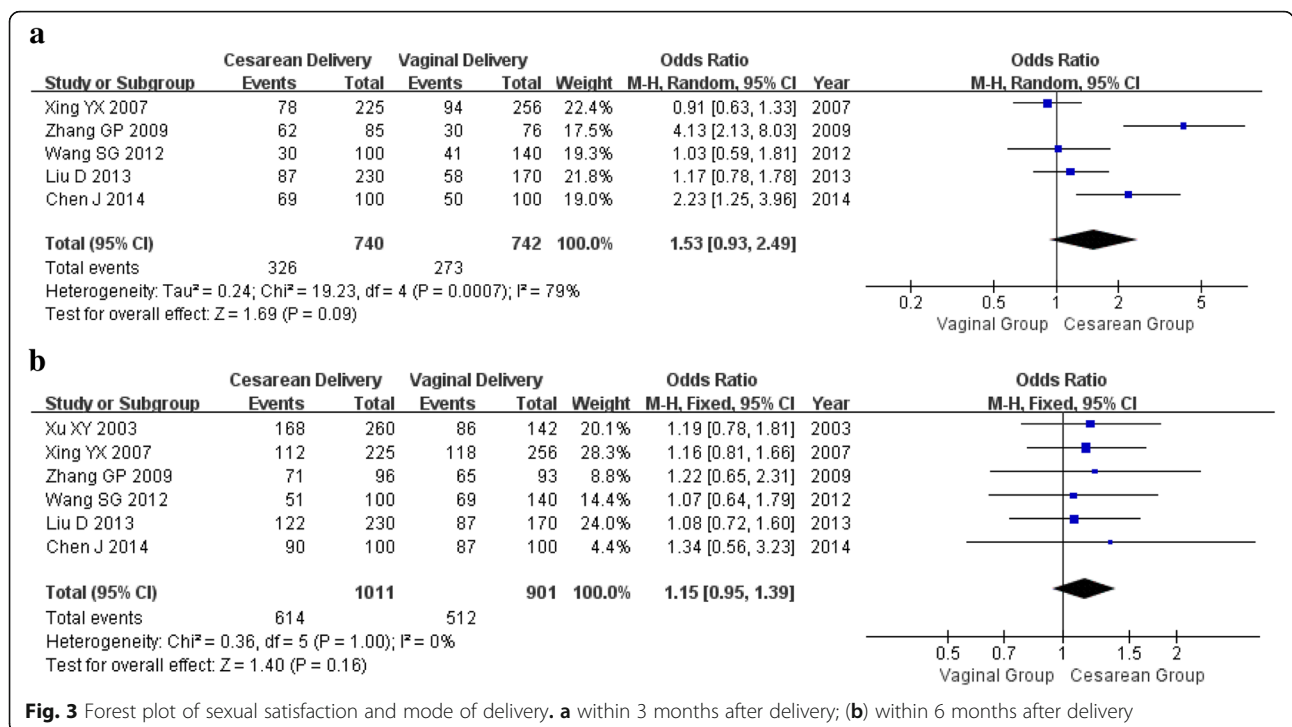 a
Cesarean Delivery Vaginal Delivery Odds Ratio Odds Ratio
Study or Subgroup Events Total Events Total Weight M-H, Random, 95% CI Year M-H, Random, 95% CI
Xing YX 2007 78 225 94 256 22.4% 0.91 [0.63, 1.33] 2007
Zhang GP 2009 62 85 30 76 17.5% 4.13 [2.13, 8.03] 2009
Wang SG 2012 30 100 41 140 19.3% 1.03 [0.59, 1.81] 2012
Liu D 2013 87 230 58 170 21.8% 1.17 [0.78, 1.78] 2013
Chen J 2014 69 100 50 100 19.0% 2.23 [1.25, 3.96] 2014
Total (95% CI) 740 742 100.0% 1.53 [0.93, 2.49]
Total events 326 273
Heterogeneity: Tau² = 0.24; Chi² = 19.23, df = 4 (P = 0.0007); I² = 79%
Test for overall effect: Z = 1.69 (P = 0.09)
0.2 0.5 1 2 5
Vaginal Group Cesarean Group
b
Cesarean Delivery Vaginal Delivery Odds Ratio Odds Ratio
Study or Subgroup Events Total Events Total Weight M-H, Fixed, 95% CI Year M-H, Fixed, 95% CI
Xu XY 2003 168 260 86 142 20.1% 1.19 [0.78, 1.81] 2003
Xing YX 2007 112 225 118 256 28.3% 1.16 [0.81, 1.66] 2007
Zhang GP 2009 71 96 65 93 8.8% 1.22 [0.65, 2.31] 2009
Wang SG 2012 51 100 69 140 14.4% 1.07 [0.64, 1.79] 2012
Liu D 2013 122 230 87 170 24.0% 1.08 [0.72, 1.60] 2013
Chen J 2014 90 100 87 100 4.4% 1.34 [0.56, 3.23] 2014
Total (95% CI) 1011 901 100.0% 1.15 [0.95, 1.39]
Total events 614 512
Heterogeneity: Chi² = 0.36, df = 5 (P = 1.00); I² = 0%
Test for overall effect: Z = 1.40 (P = 0.16)
0.5 0.7 1 1.5 2
Vaginal Group Cesarean Group
Fig. 3 Forest plot of sexual satisfaction and mode of delivery. a within 3 months after delivery; (b) within 6 months after delivery